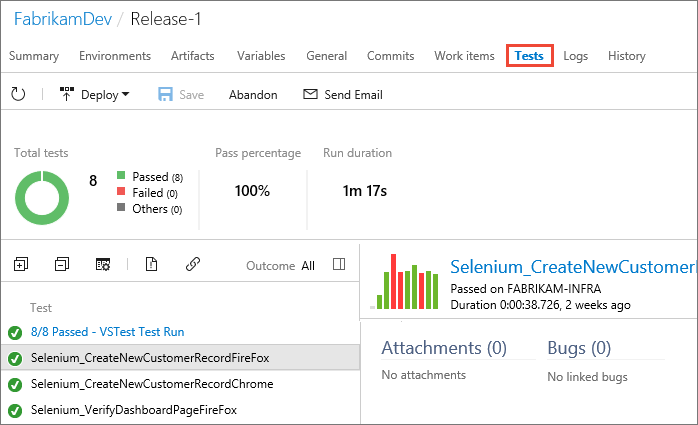 FabrikamDev / Release-1
Summary Environments Artifacts Variables General Commits Work items Tests Logs History
Deploy Save Abandon Send Email
Total tests Pass percentage Run duration
8
Passed (8)
Failed (0)
Others (0)
100%
1m 17s
Outcome All
Test
8/8 Passed - VSTest Test Run
Selenium_CreateNewCustomerRecordFireFox
Selenium_CreateNewCustomerRecordChrome
Selenium_VerifyDashboardPageFireFox
Selenium_CreateNewCustomer
Passed on FABRIKAM-INFRA
Duration 0:00:38.726, 2 weeks ago
Attachments (0)
No attachments
Bugs (0)
No linked bugs